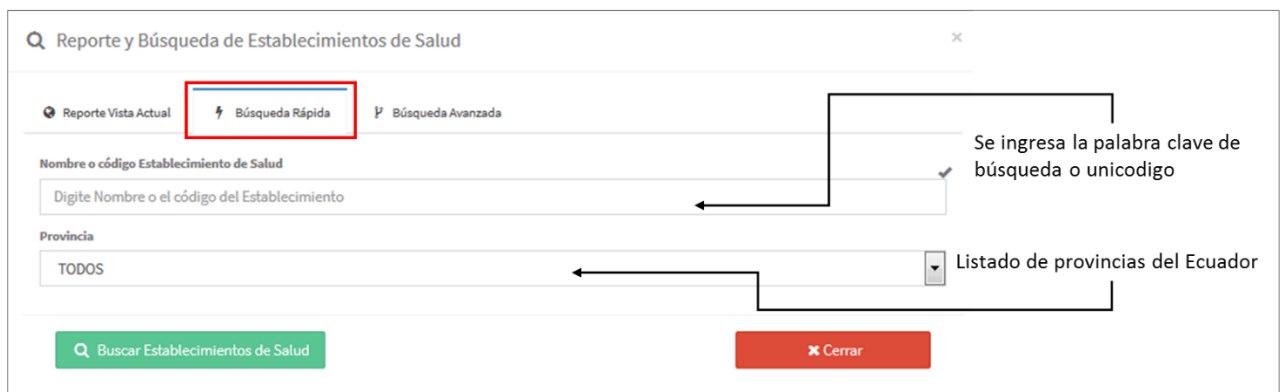 Reporte y Búsqueda de Establecimientos de Salud
Reporte Vista Actual
Búsqueda Rápida
Búsqueda Avanzada
Nombre o código Establecimiento de Salud
Digite Nombre o el código del Establecimiento
Se ingresa la palabra clave de
búsqueda o unicodigo
Provincia
TODOS
Listado de provincias del Ecuador
Buscar Establecimientos de Salud
Cerrar